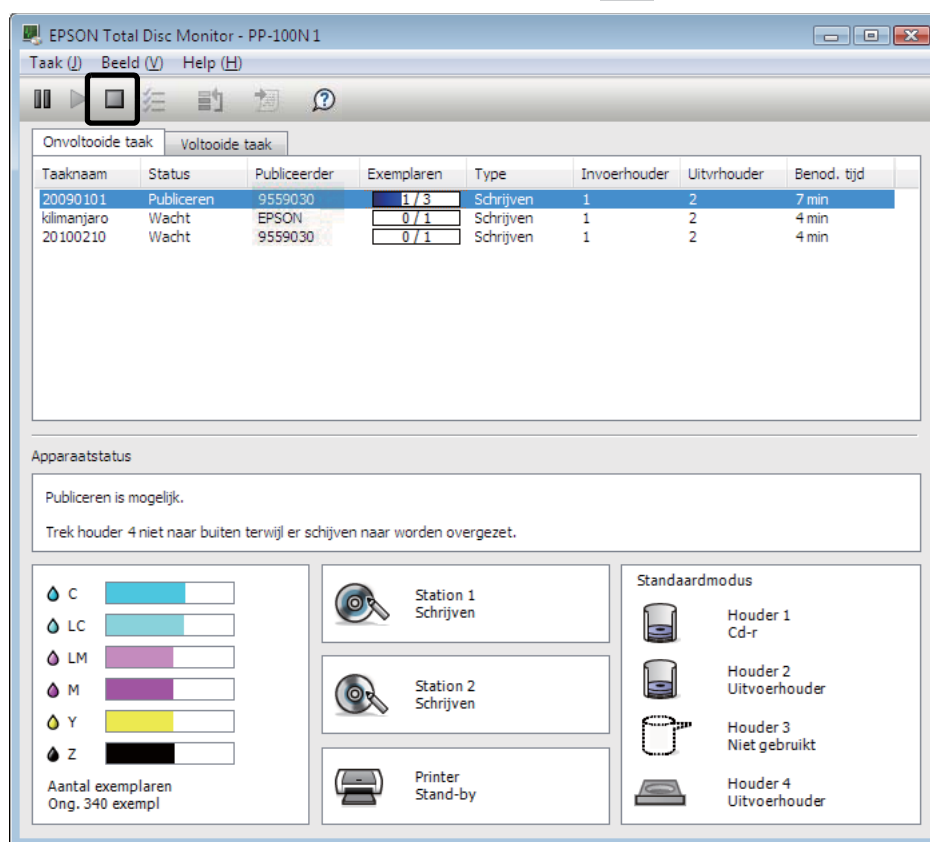 EPSON Total Disc Monitor - PP-100N 1
Taak (J) Beeld (V) Help (H)
Onvoltooide taak Voltooide taak
Taaknaam Status Publiceerder Exemplaren Type Invoerhouder Uitvrhouder Benod. tijd
20090101 Publiceren 9559030 1 / 3 Schrijven 1 2 7 min
kilimanjaro Wacht EPSON 0 / 1 Schrijven 1 2 4 min
20100210 Wacht 9559030 0 / 1 Schrijven 1 2 4 min
Apparaatstatus
Publiceren is mogelijk.
Trek houder 4 niet naar buiten terwijl er schijven naar worden overgezet.
C
LC
LM
M
Y
Z
Aantal exemplaren
Ong. 340 exempl
Station 1
Schrijven
Station 2
Schrijven
Printer
Stand-by
Standaardmodus
Houder 1
Cd-r
Houder 2
Uitvoerhouder
Houder 3
Niet gebruikt
Houder 4
Uitvoerhouder